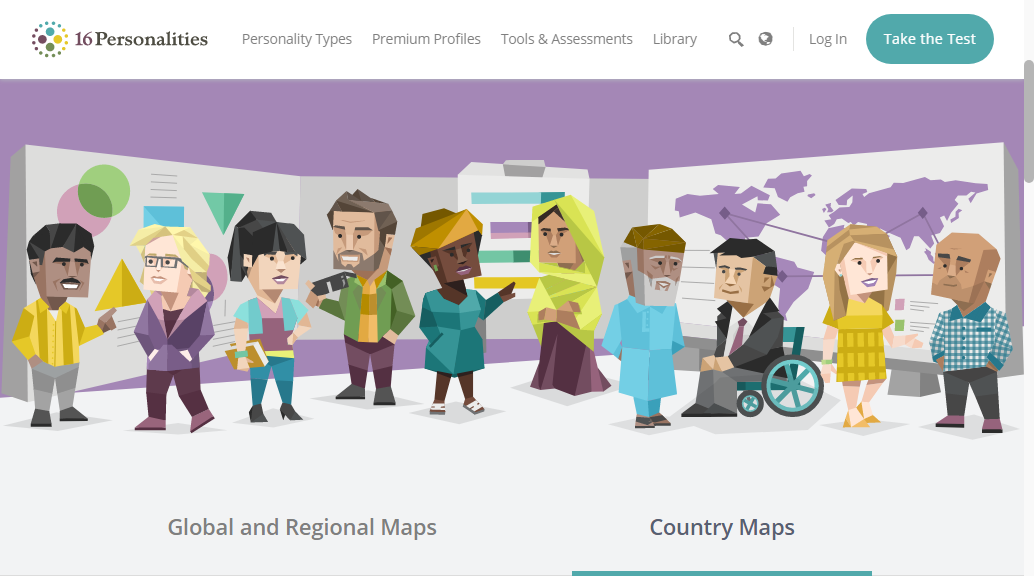 16Personalities
Personality Types
Premium Profiles
Tools & Assessments
Library
Log In
Take the Test
Global and Regional Maps
Country Maps